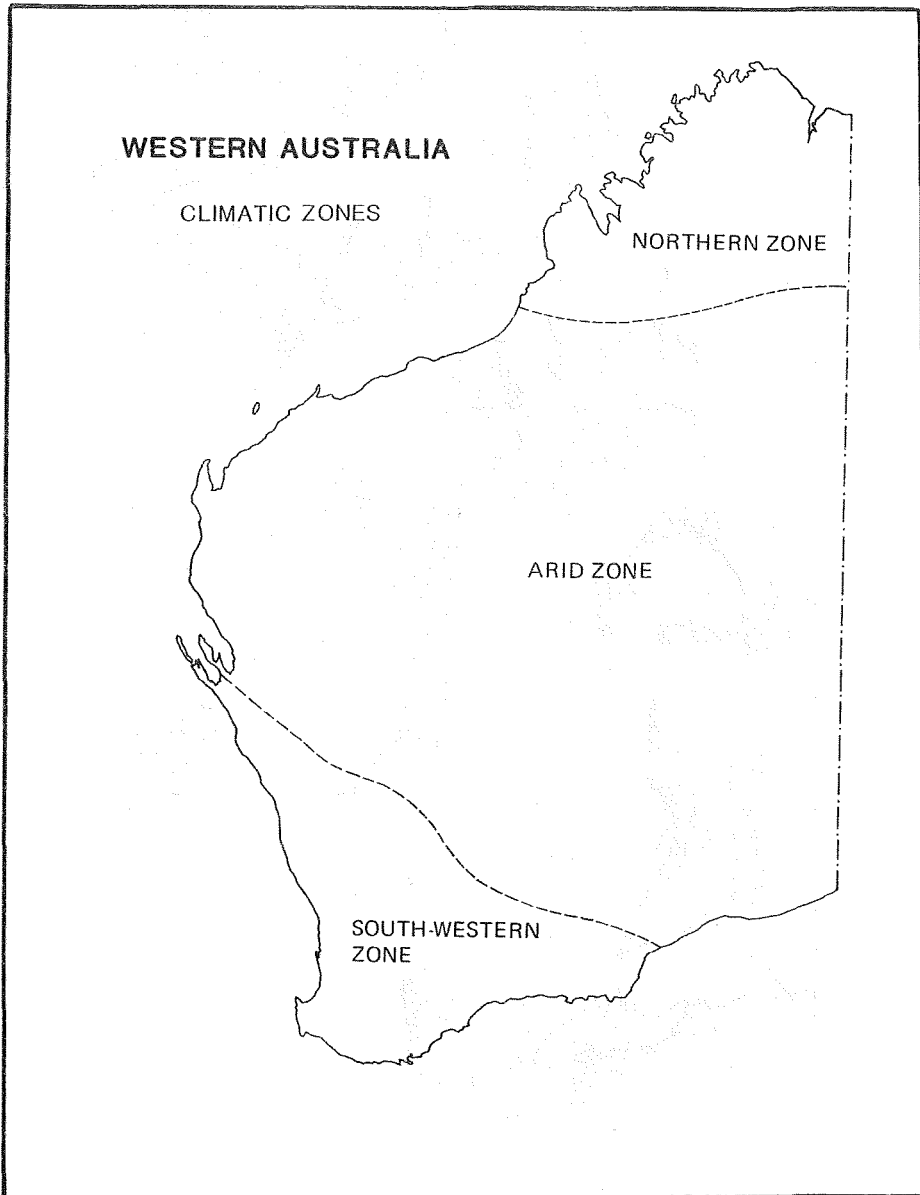 WESTERN AUSTRALIA
CLIMATIC ZONES
NORTHERN ZONE
ARID ZONE
SOUTH-WESTERN
ZONE